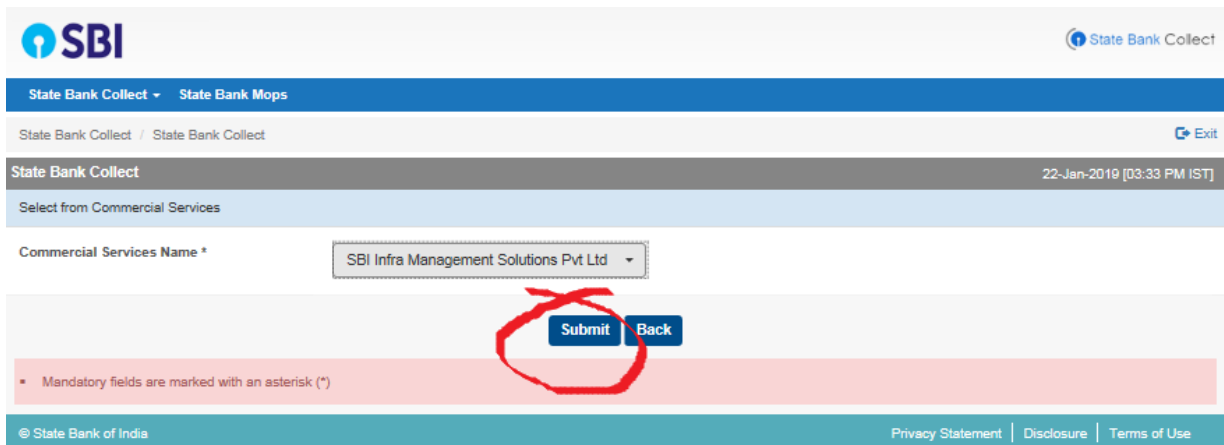 SBI
State Bank Collect
State Bank Collect State Bank Mops
State Bank Collect / State Bank Collect Exit
State Bank Collect 22-Jan-2019 [03:33 PM IST]
Select from Commercial Services
Commercial Services Name * SBI Infra Management Solutions Pvt Ltd
Submit Back
Mandatory fields are marked with an asterisk (*)
© State Bank of India Privacy Statement | Disclosure | Terms of Use